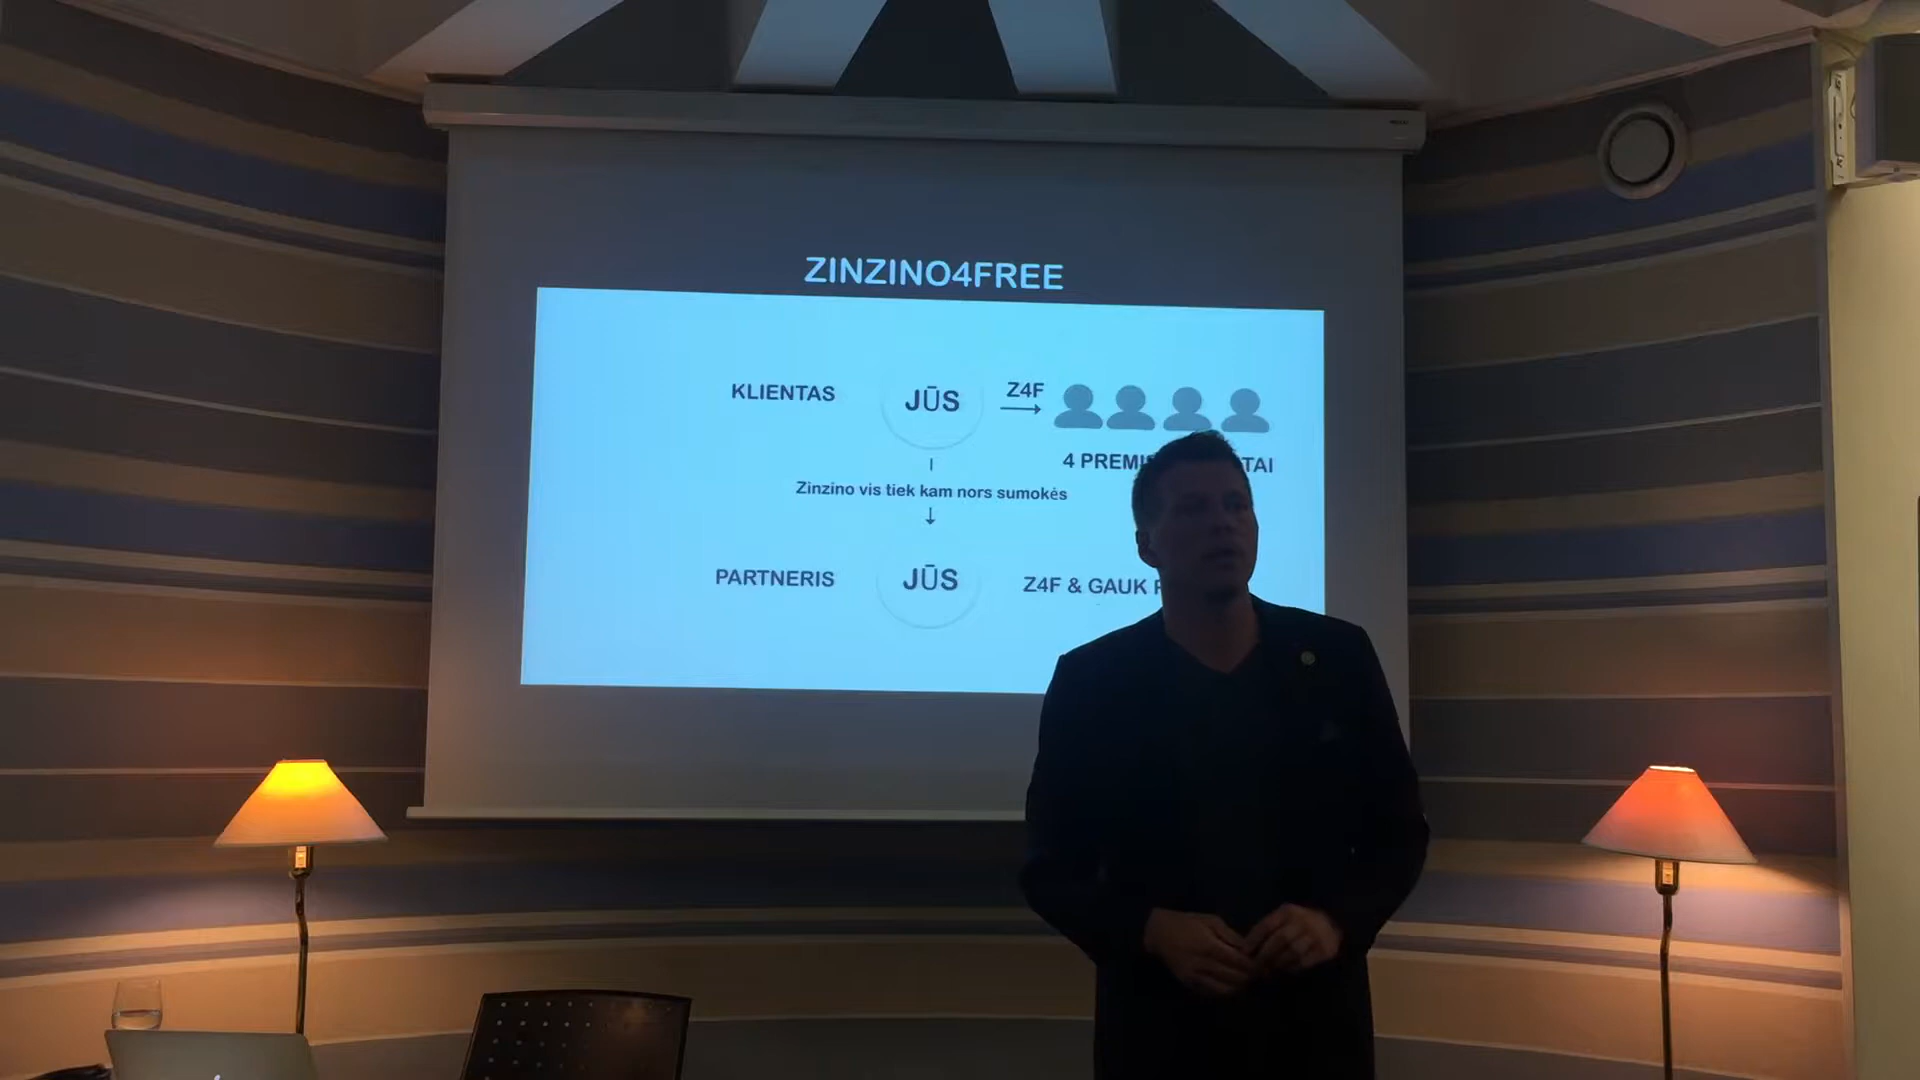 ZINZINO4FREE
KLIENTAS
JŪS
Z4F
4 PREMI
TAI
Zinzino vis tiek kam nors sumokės
PARTNERIS
JŪS
Z4F & GAUK